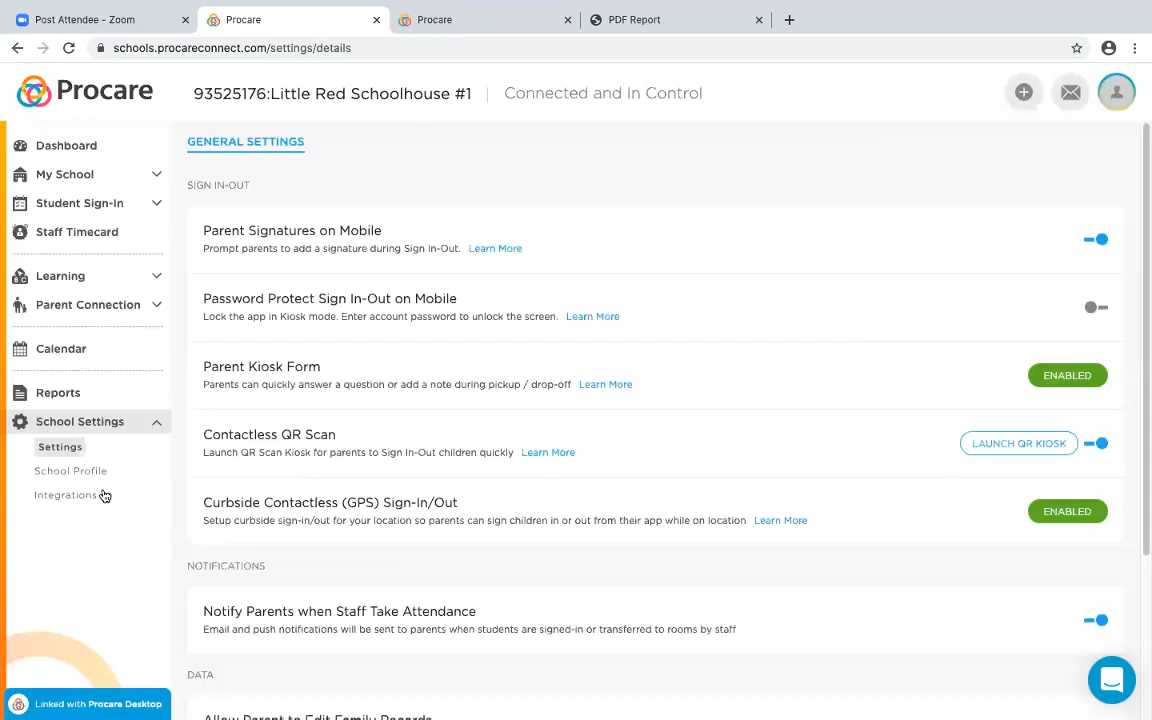 Post Attendee - Zoom
Procare
Procare
PDF Report
schools.procareconnect.com/settings/details
Procare
93525176:Little Red Schoolhouse #1
Connected and In Control
Dashboard
My School
Student Sign-In
Staff Timecard
Learning
Parent Connection
Calendar
Reports
School Settings
Settings
School Profile
Integrations
Linked with Procare Desktop
GENERAL SETTINGS
SIGN IN-OUT
Parent Signatures on Mobile
Prompt parents to add a signature during Sign In-Out. Learn More
Password Protect Sign In-Out on Mobile
Lock the app in Kiosk mode. Enter account password to unlock the screen. Learn More
Parent Kiosk Form
Parents can quickly answer a question or add a note during pickup / drop-off Learn More
ENABLED
Contactless QR Scan
Launch QR Scan Kiosk for parents to Sign In-Out children quickly Learn More
LAUNCH QR KIOSK
Curbside Contactless (GPS) Sign-In/Out
Setup curbside sign-in/out for your location so parents can sign children in or out from their app while on location Learn More
ENABLED
NOTIFICATIONS
Notify Parents when Staff Take Attendance
Email and push notifications will be sent to parents when students are signed-in or transferred to rooms by staff
DATA
Allow Parent to Edit Family Records